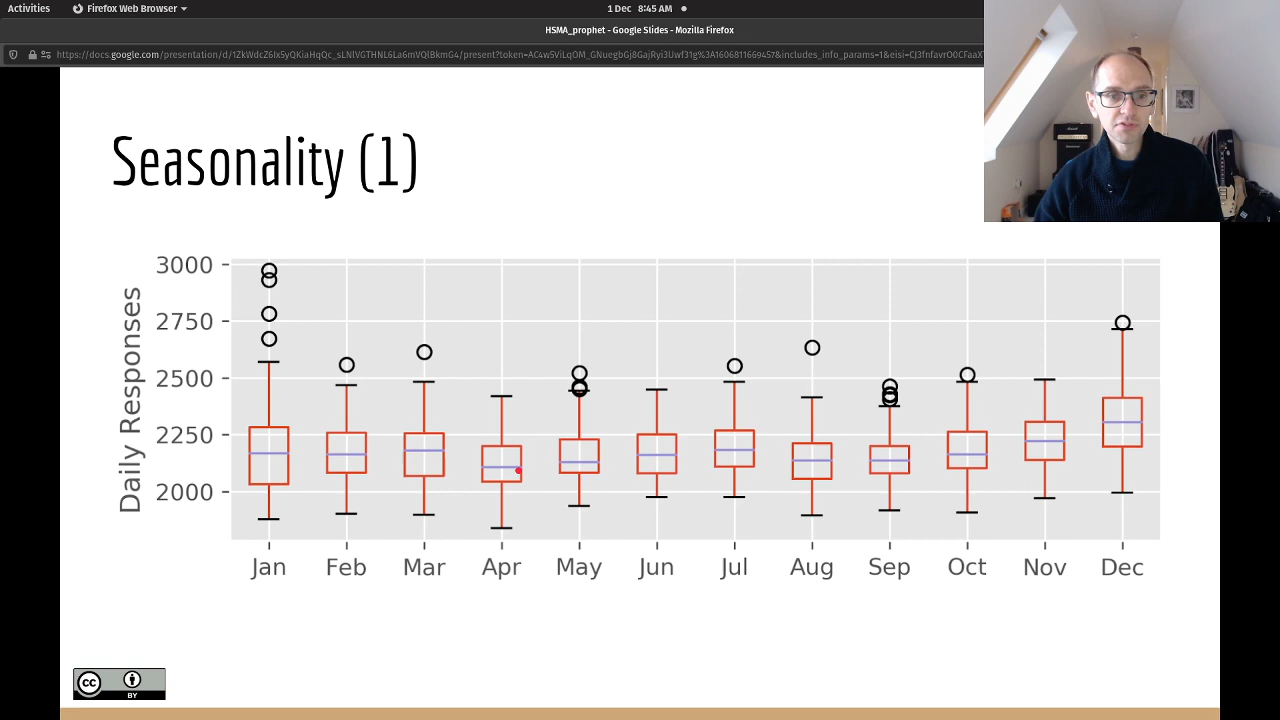 Activities Firefox Web Browser 1 Dec 8:45 AM
HSMA_prophet - Google Slides - Mozilla Firefox
Seasonality (1)
Daily Responses
3000
2750
2500
2250
2000
Jan Feb Mar Apr May Jun Jul Aug Sep Oct Nov Dec
cc BY